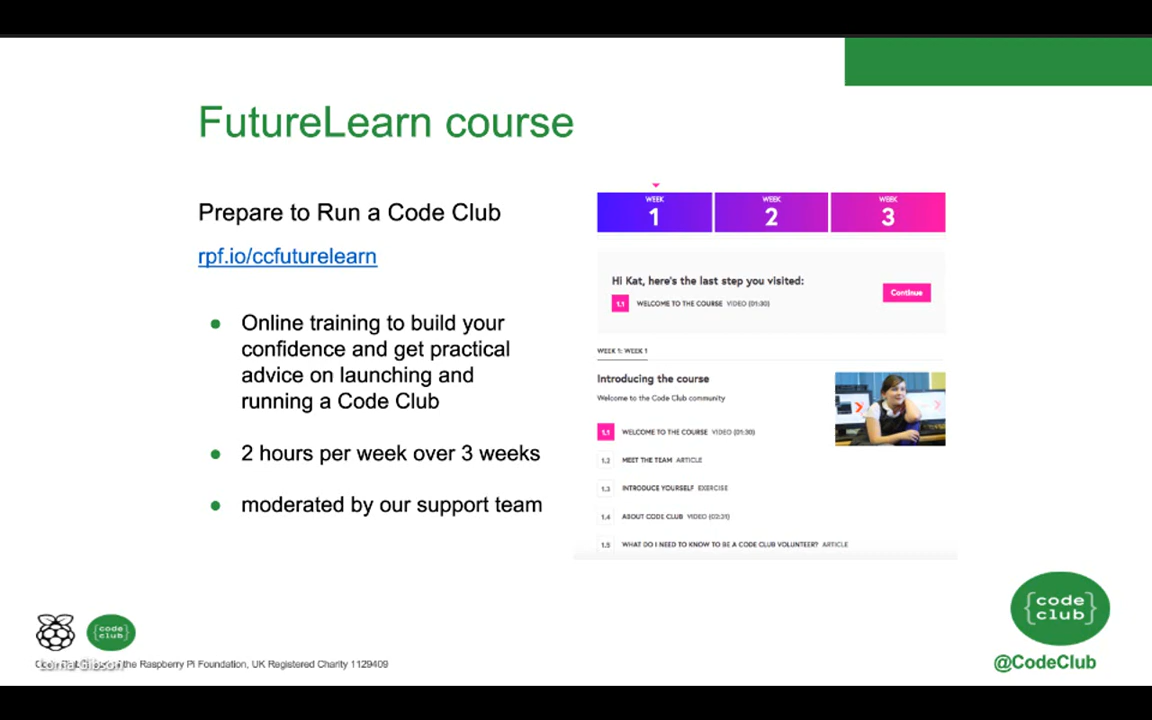 FutureLearn course
Prepare to Run a Code Club
rpf.io/ccfuturelearn
Online training to build your
confidence and get practical
advice on launching and
running a Code Club
2 hours per week over 3 weeks
moderated by our support team
WEEK
1
WEEK
2
WEEK
3
Hi Kat, here's the last step you visited:
1.1 WELCOME TO THE COURSE VIDEO (01:30)
Continue
WEEK 1: WEEK 1
Introducing the course
Welcome to the Code Club community
1.1 WELCOME TO THE COURSE VIDEO (01:30)
1.2 MEET THE TEAM ARTICLE
1.3 INTRODUCE YOURSELF EXERCISE
1.4 ABOUT CODE CLUB VIDEO (02:31)
1.5 WHAT DO I NEED TO KNOW TO BE A CODE CLUB VOLUNTEER? ARTICLE
{code
club}
the Raspberry Pi Foundation, UK Registered Charity 1129409
Gibson
{code
club}
@CodeClub